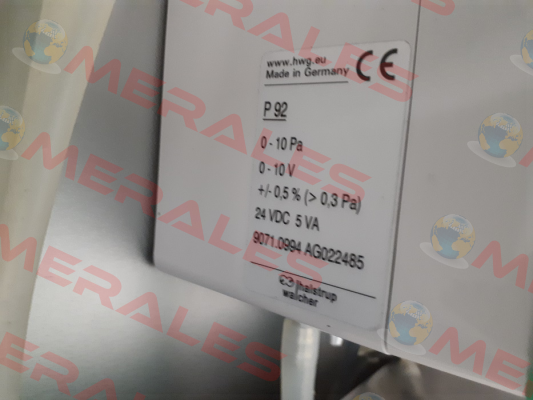 www.hwg.eu
Made in Germany
CE
P 92
0 - 10 Pa
0 - 10 V
+/- 0,5 % (> 0,3 Pa)
24 VDC 5 VA
9071.0994 AG022485
halstrup
walcher
MERALES
MERALES
MERALES
MERALES